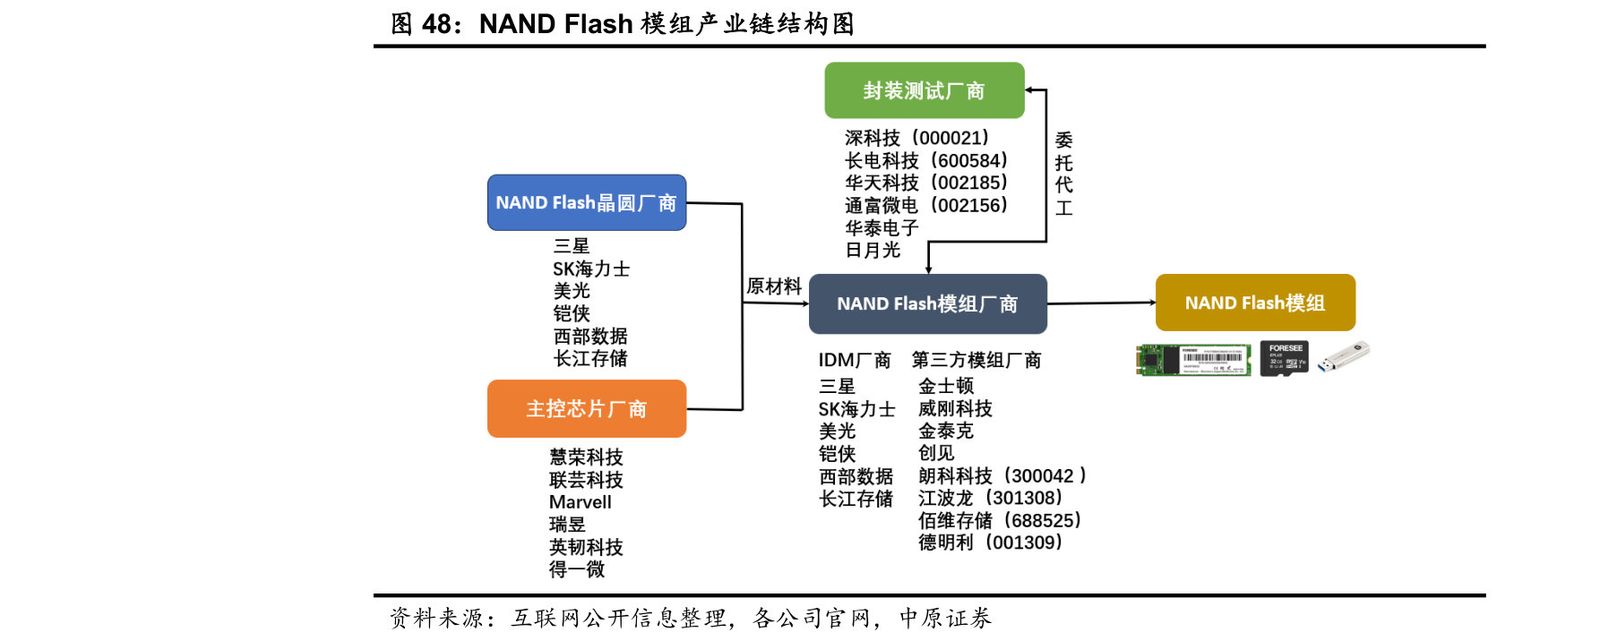 图 48：NAND Flash 模组产业链结构图
封装测试厂商
深科技（000021）
长电科技（600584）
华天科技（002185）
通富微电（002156）
华泰电子
日月光
委托代工
NAND Flash晶圆厂商
三星
SK海力士
美光
铠侠
西部数据
长江存储
原材料
主控芯片厂商
慧荣科技
联芸科技
Marvell
瑞昱
英韧科技
得一微
NAND Flash模组厂商
IDM厂商
三星
SK海力士
美光
铠侠
西部数据
长江存储
第三方模组厂商
金士顿
威刚科技
金泰克
创见
朗科科技（300042 ）
江波龙（301308）
佰维存储（688525）
德明利（001309）
NAND Flash模组
FORESEE
FORESEE
资料来源：互联网公开信息整理，各公司官网，中原证券